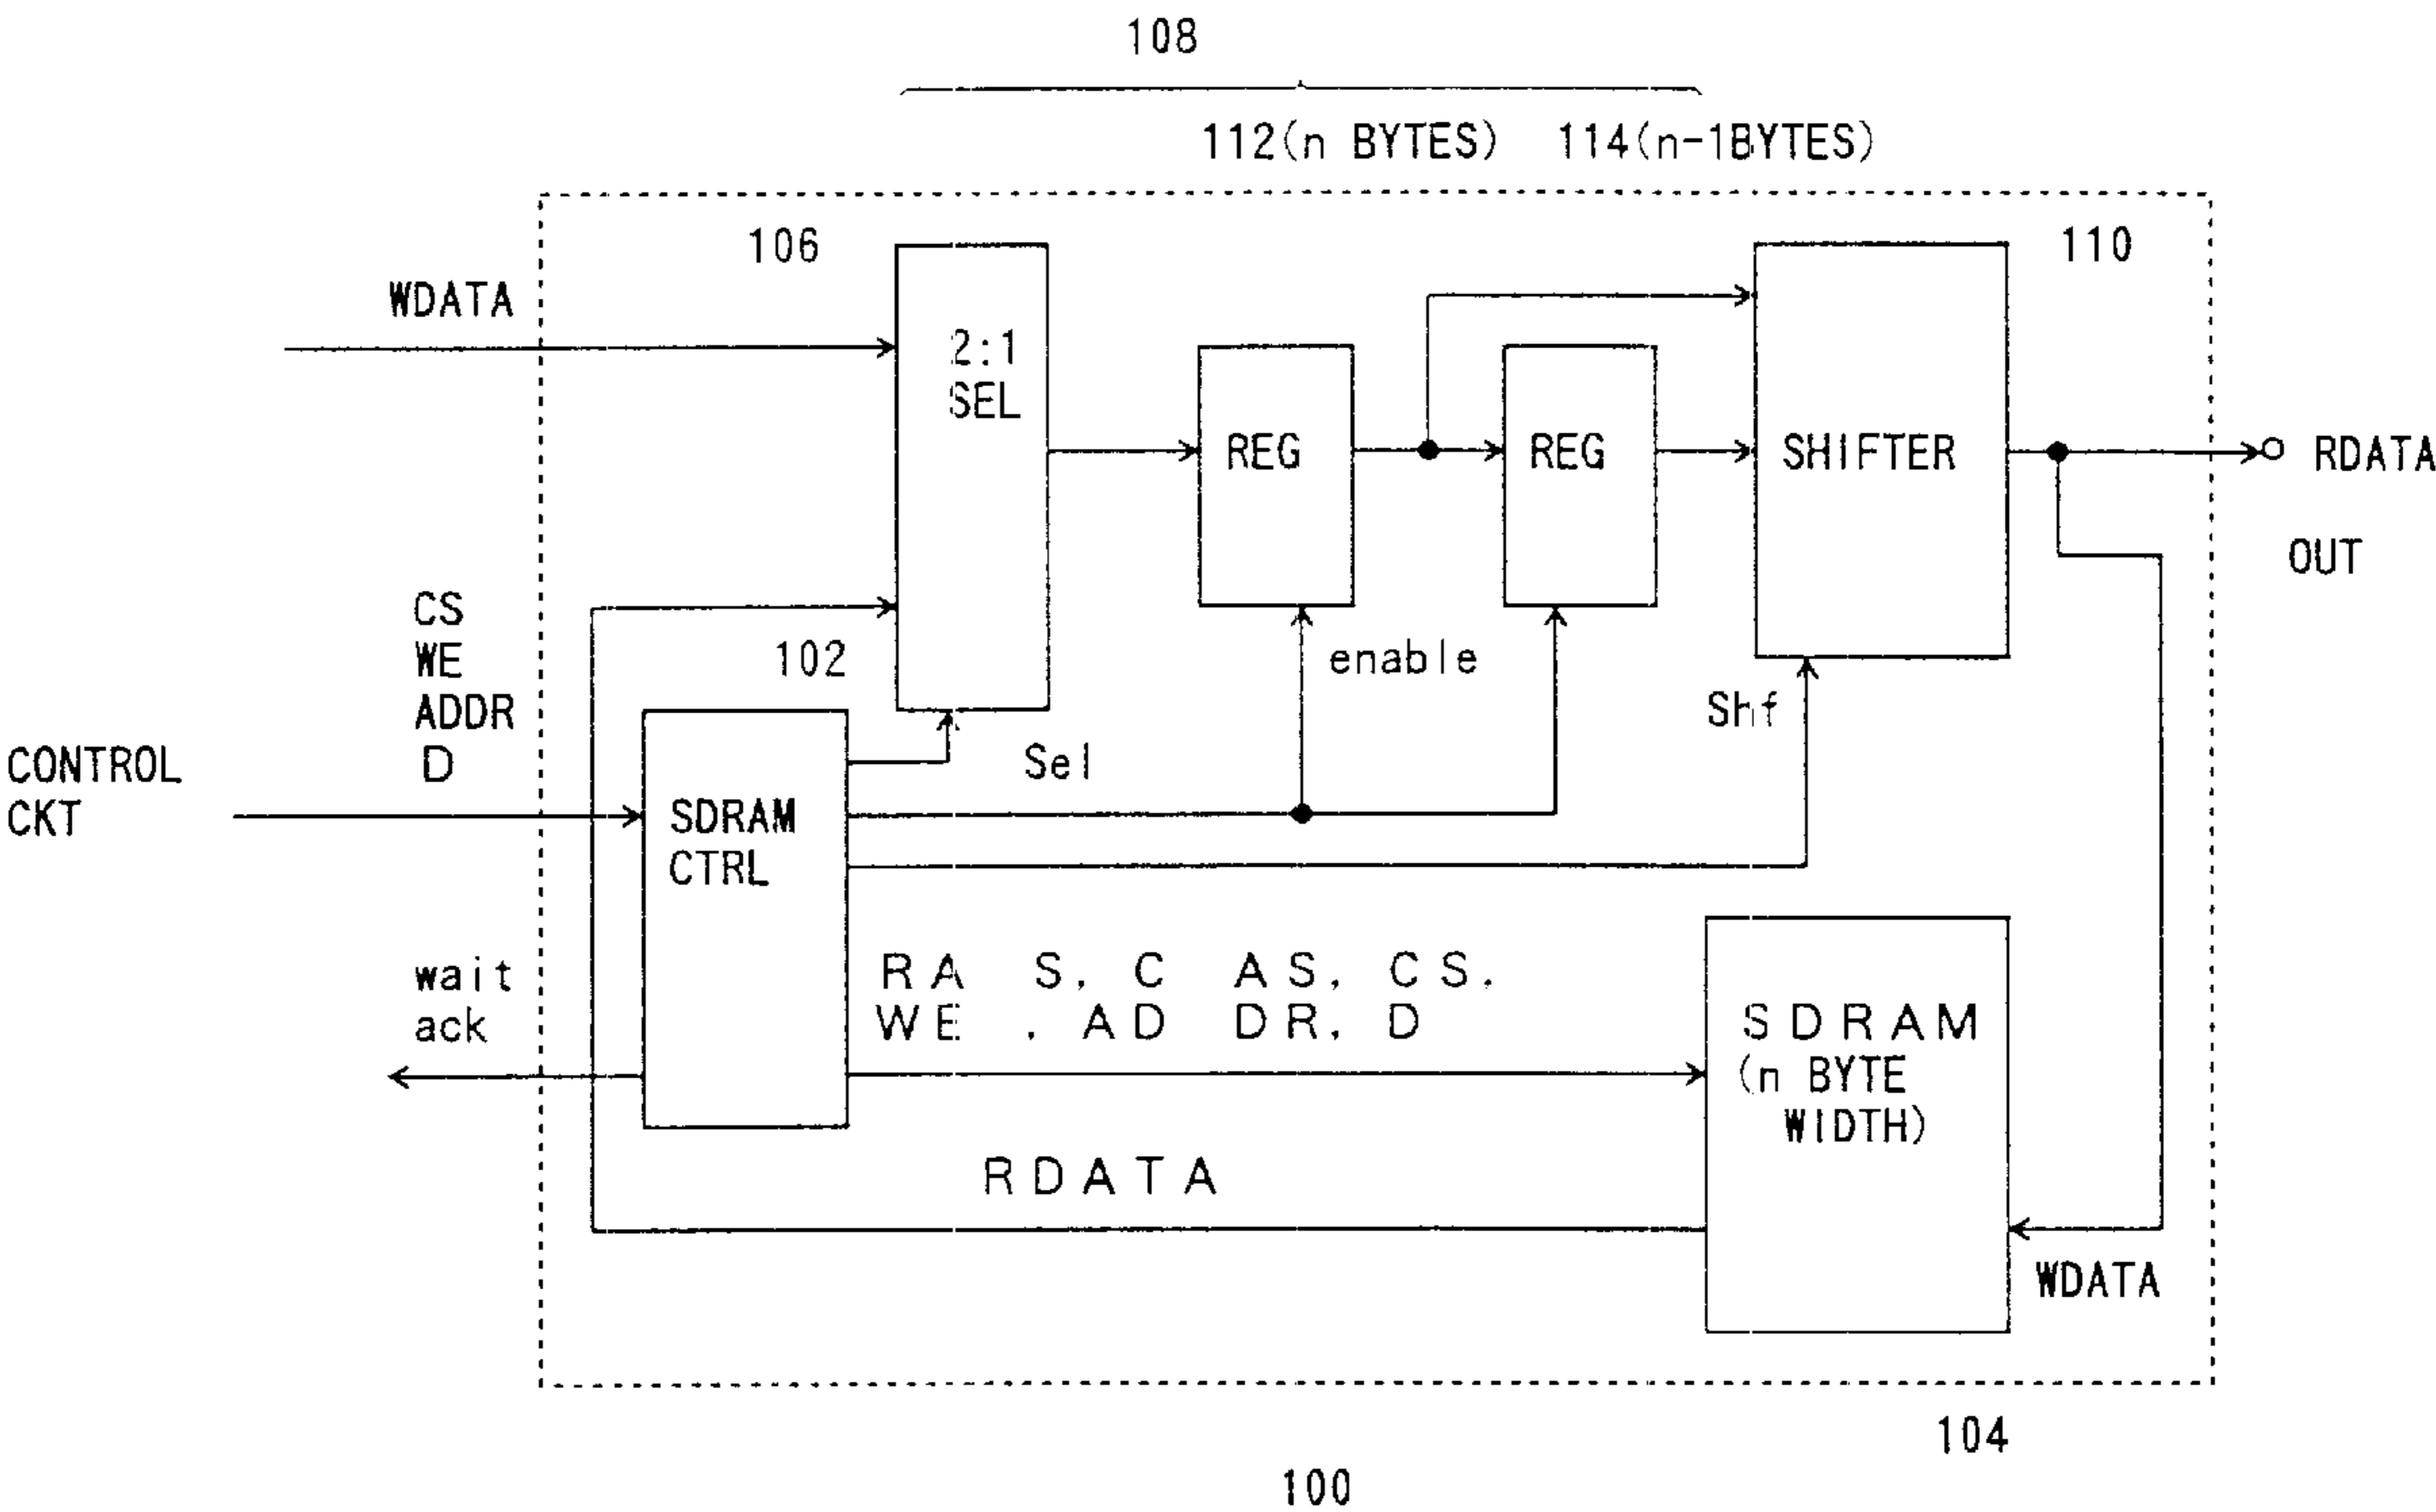 108
112(n BYTES) 114(n-1BYTES)
106
110
WDATA
2:1
SEL
REG
REG
SHIFTER
RDATA
OUT
CS
WE
ADDR
D
102
enable
Shf
Sel
CONTROL
CKT
SDRAM
CTRL
wait
ack
RA S, C AS, CS,
WE , AD DR, D
SDRAM
(n BYTE
WIDTH)
RDATA
WDATA
104
100